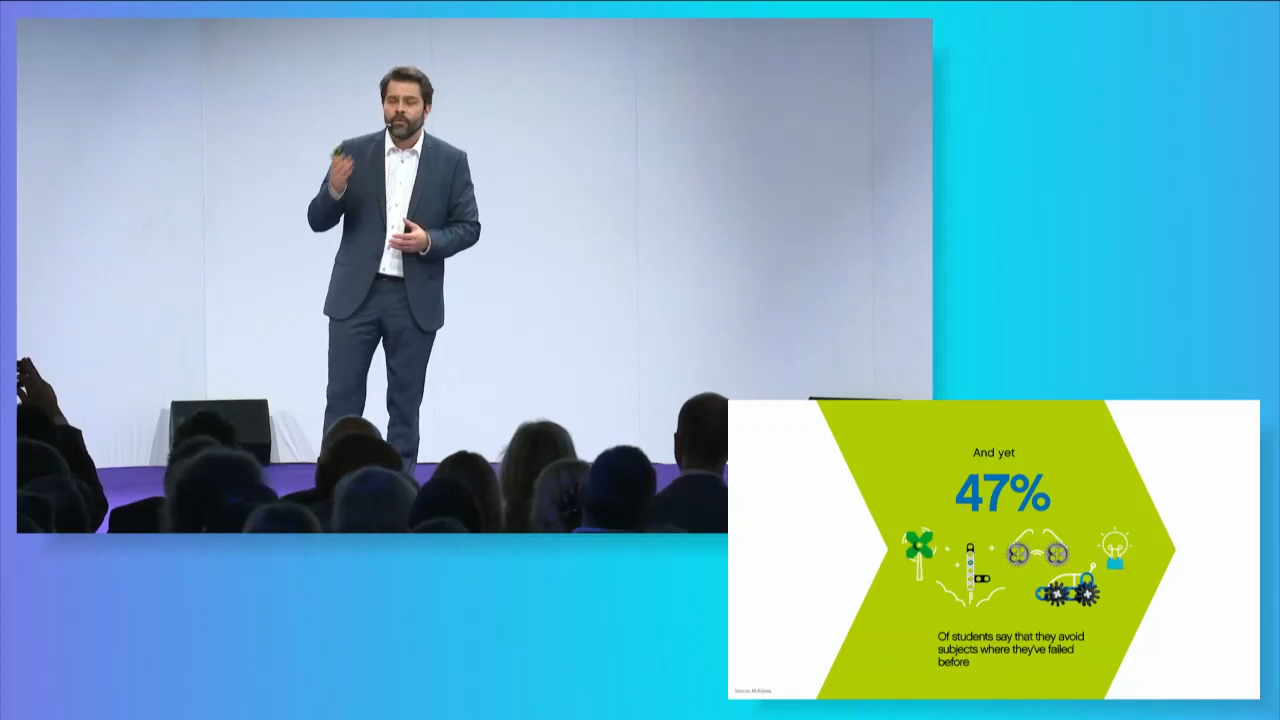 And yet
47%
Of students say that they avoid
subjects where they've failed
before